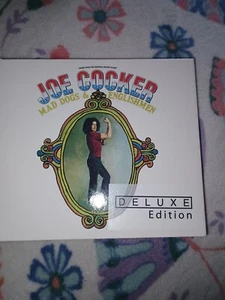 JOE COCKER
MAD DOGS & ENGLISHMEN
DELUXE
Edition